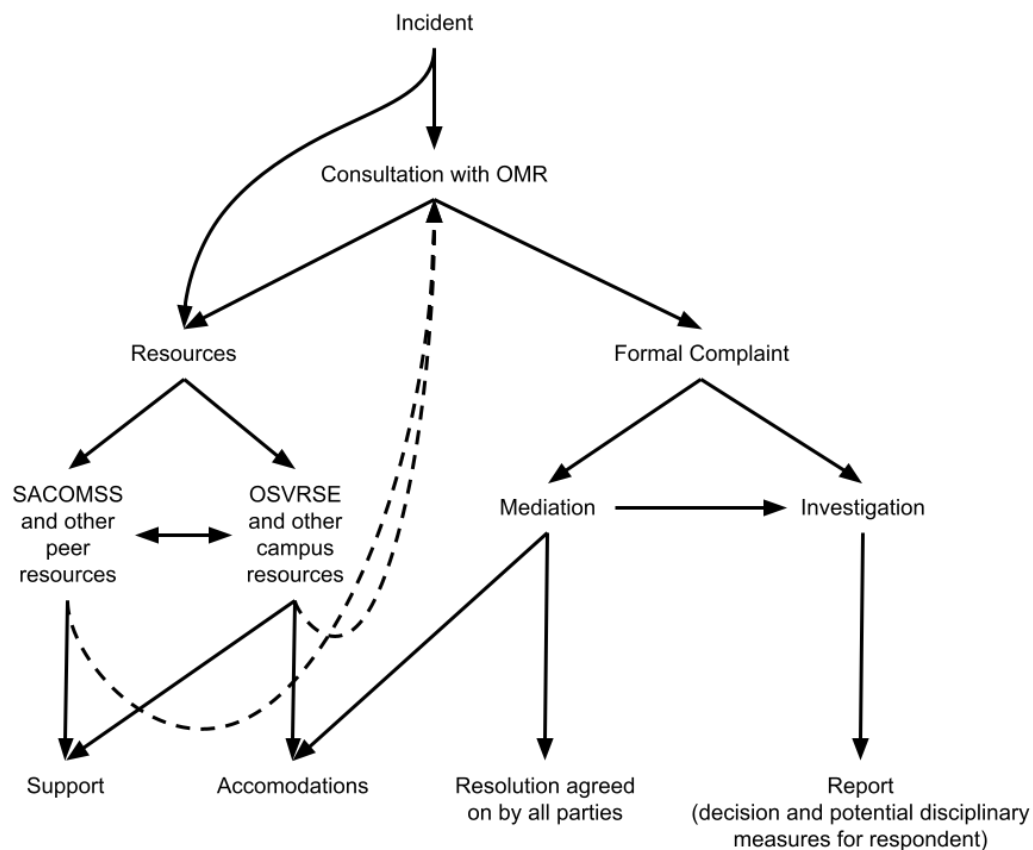 Incident
Consultation with OMR
Resources
Formal Complaint
SACOMSS
and other
peer
resources
OSVRSE
and other
campus
resources
Mediation
Investigation
Support
Accomodations
Resolution agreed
on by all parties
Report
(decision and potential disciplinary
measures for respondent)